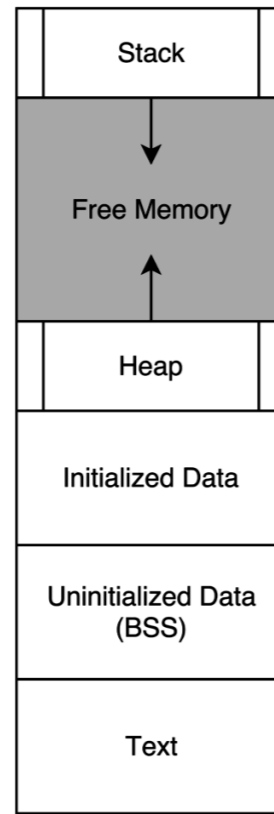 Stack
Free Memory
Heap
Initialized Data
Uninitialized Data
(BSS)
Text